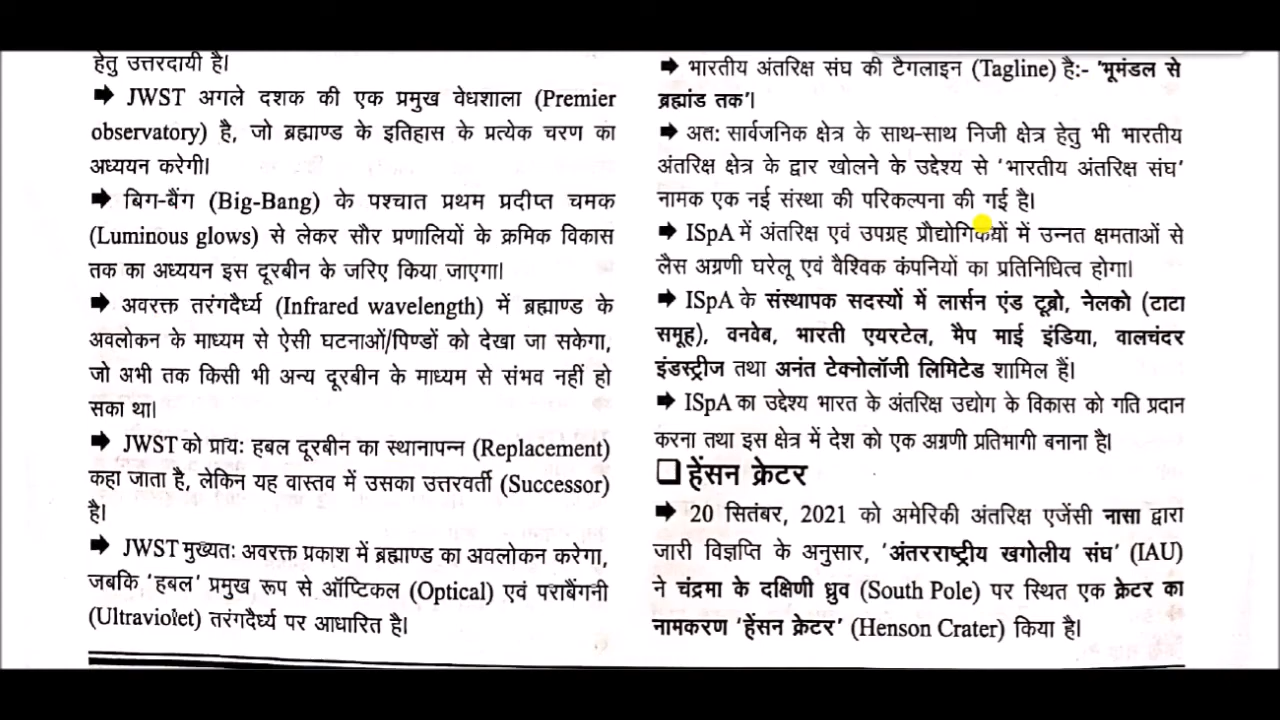 हेतु उत्तरदायी है।
➡ JWST अगले दशक की एक प्रमुख वेधशाला (Premier
observatory) है, जो ब्रह्माण्ड के इतिहास के प्रत्येक चरण का
अध्ययन करेगी।
➡ बिग-बैंग (Big-Bang) के पश्चात प्रथम प्रदीप्त चमक
(Luminous glows) से लेकर सौर प्रणालियों के क्रमिक विकास
तक का अध्ययन इस दूरबीन के जरिए किया जाएगा।
➡ अवरक्त तरंगदैर्ध्य (Infrared wavelength) में ब्रह्माण्ड के
अवलोकन के माध्यम से ऐसी घटनाओं/पिण्डों को देखा जा सकेगा,
जो अभी तक किसी भी अन्य दूरबीन के माध्यम से संभव नहीं हो
सका था।
➡ JWST को प्राय: हबल दूरबीन का स्थानापन्न (Replacement)
कहा जाता है, लेकिन यह वास्तव में उसका उत्तरवर्ती (Successor)
है।
➡ JWST मुख्यत: अवरक्त प्रकाश में ब्रह्माण्ड का अवलोकन करेगा,
जबकि 'हबल' प्रमुख रूप से ऑप्टिकल (Optical) एवं पराबैंगनी
(Ultraviolet) तरंगदैर्ध्य पर आधारित है।
➡ भारतीय अंतरिक्ष संघ की टैगलाइन (Tagline) है:- 'भूमंडल से
ब्रह्मांड तक'।
➡ अत: सार्वजनिक क्षेत्र के साथ-साथ निजी क्षेत्र हेतु भी भारतीय
अंतरिक्ष क्षेत्र के द्वार खोलने के उद्देश्य से 'भारतीय अंतरिक्ष संघ'
नामक एक नई संस्था की परिकल्पना की गई है।
➡ ISpA में अंतरिक्ष एवं उपग्रह प्रौद्योगिकियों में उन्नत क्षमताओं से
लैस अग्रणी घरेलू एवं वैश्विक कंपनियों का प्रतिनिधित्व होगा।
➡ ISpA के संस्थापक सदस्यों में लार्सन एंड टूब्रो, नेलको (टाटा
समूह), वनवेब, भारती एयरटेल, मैप माई इंडिया, वालचंदर
इंडस्ट्रीज तथा अनंत टेक्नोलॉजी लिमिटेड शामिल हैं।
➡ ISpA का उद्देश्य भारत के अंतरिक्ष उद्योग के विकास को गति प्रदान
करना तथा इस क्षेत्र में देश को एक अग्रणी प्रतिभागी बनाना है।
❑ हेंसन क्रेटर
➡ 20 सितंबर, 2021 को अमेरिकी अंतरिक्ष एजेंसी नासा द्वारा
जारी विज्ञप्ति के अनुसार, 'अंतरराष्ट्रीय खगोलीय संघ' (IAU)
ने चंद्रमा के दक्षिणी ध्रुव (South Pole) पर स्थित एक क्रेटर का
नामकरण 'हेंसन क्रेटर' (Henson Crater) किया है।